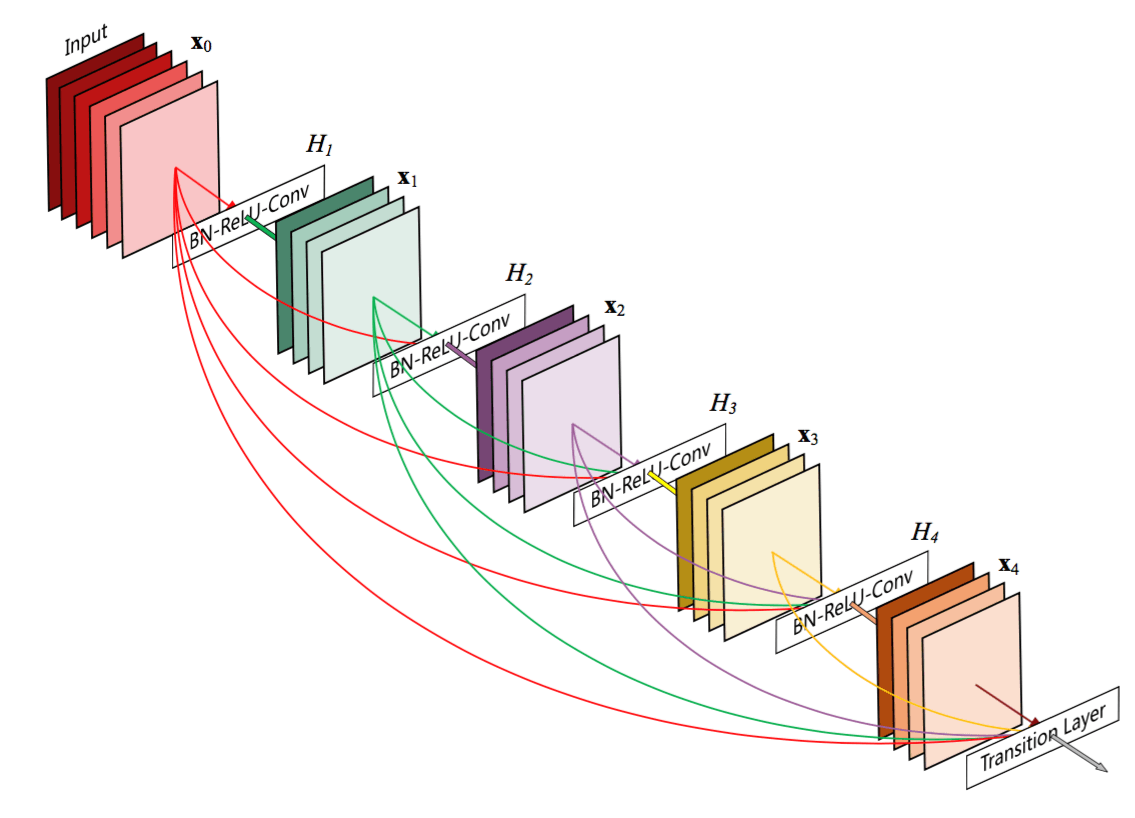 Input
x₀
H₁
BN-ReLU-Conv
x₁
H₂
BN-ReLU-Conv
x₂
H₃
BN-ReLU-Conv
x₃
H₄
BN-ReLU-Conv
x₄
Transition Layer